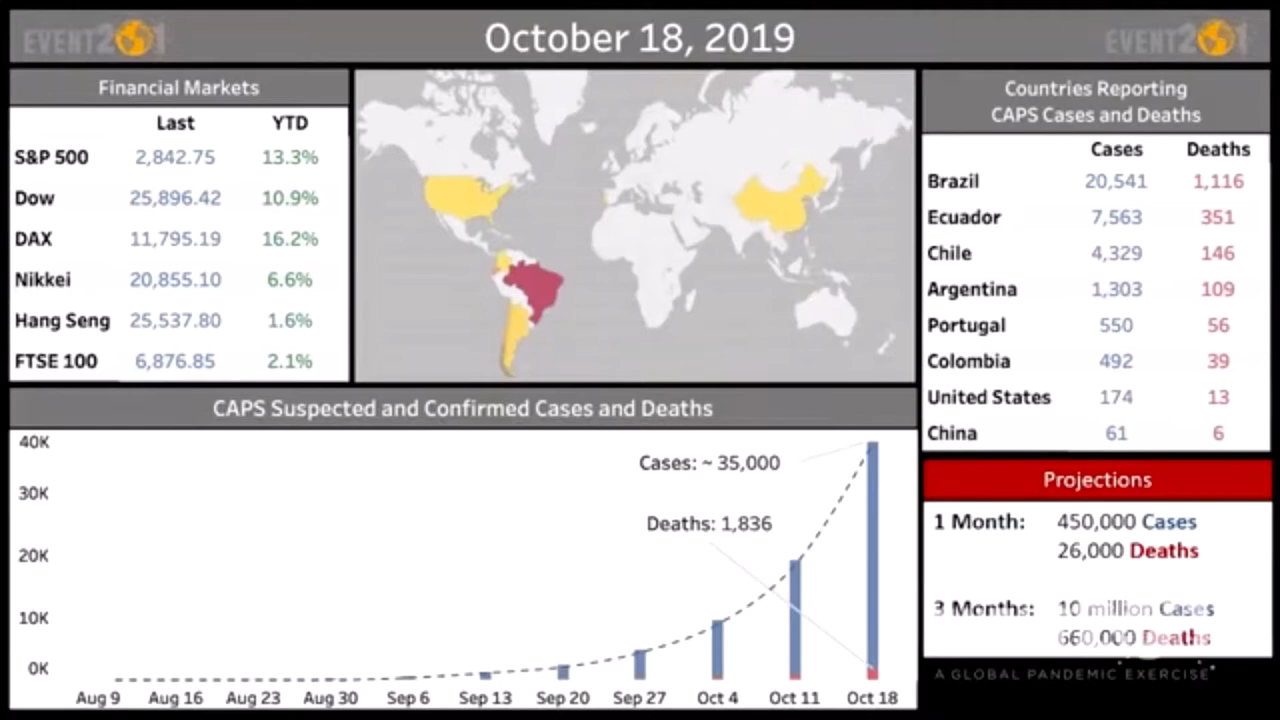 EVENT201
October 18, 2019
EVENT201
Financial Markets
Last YTD
S&P 500 2,842.75 13.3%
Dow 25,896.42 10.9%
DAX 11,795.19 16.2%
Nikkei 20,855.10 6.6%
Hang Seng 25,537.80 1.6%
FTSE 100 6,876.85 2.1%
Countries Reporting
CAPS Cases and Deaths
Cases Deaths
Brazil 20,541 1,116
Ecuador 7,563 351
Chile 4,329 146
Argentina 1,303 109
Portugal 550 56
Colombia 492 39
United States 174 13
China 61 6
CAPS Suspected and Confirmed Cases and Deaths
40K
30K
20K
10K
0K
Cases: ~ 35,000
Deaths: 1,836
Aug 9 Aug 16 Aug 23 Aug 30 Sep 6 Sep 13 Sep 20 Sep 27 Oct 4 Oct 11 Oct 18
Projections
1 Month: 450,000 Cases
26,000 Deaths
3 Months: 10 million Cases
660,000 Deaths
A GLOBAL PANDEMIC EXERCISE